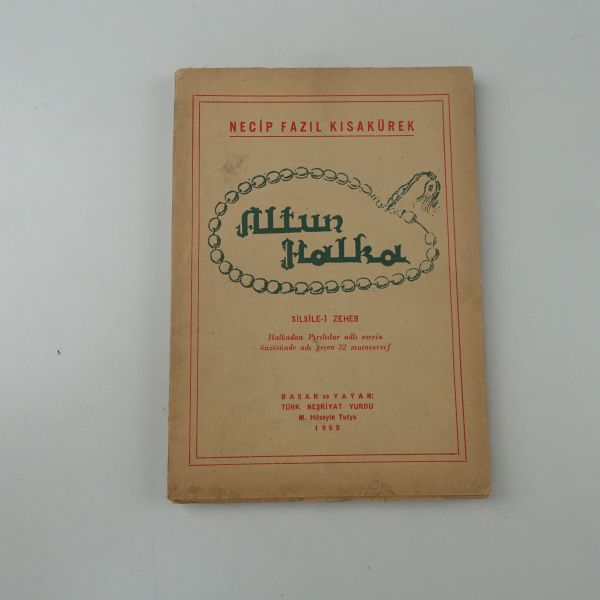 NECİP FAZIL KISAKÜREK
Altun
Halka
SİLSİLE-İ ZEHEB
Halkadan Pırıltılar adlı eserin
önsözünde adı geçen 32 mutasavvıf
BASAN ve YAYAN:
TÜRK NEŞRİYAT YURDU
M. Hüseyin Tutya
1960